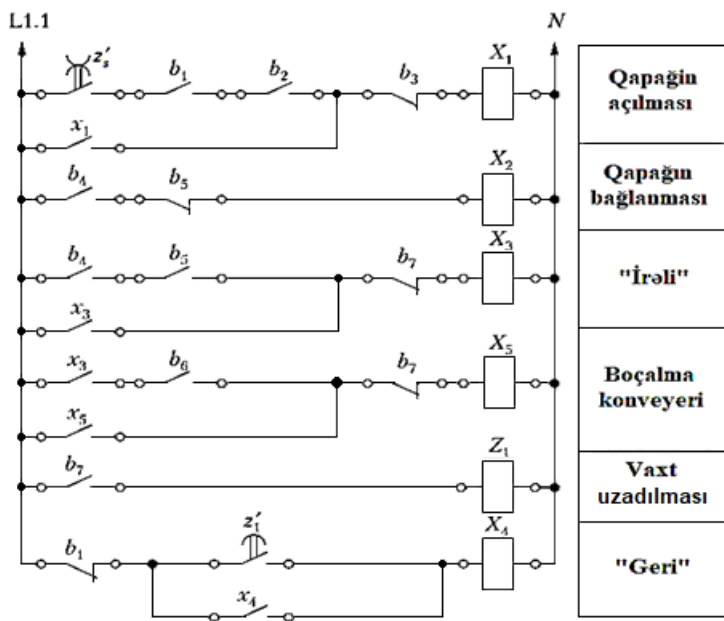 L1.1 N
z's b₁ b₂ b₃ X₁ Qapağin
açılması
x₁
b₄ b₅ X₂ Qapağın
bağlanması
b₄ b₅ b₇ X₃ "İrəli"
x₃
x₃ b₆ b₇ X₅ Boçalma
konveyeri
x₅
b₇ Z₁ Vaxt
uzadılması
b₁ z'₁ X₄ "Geri"
x₄